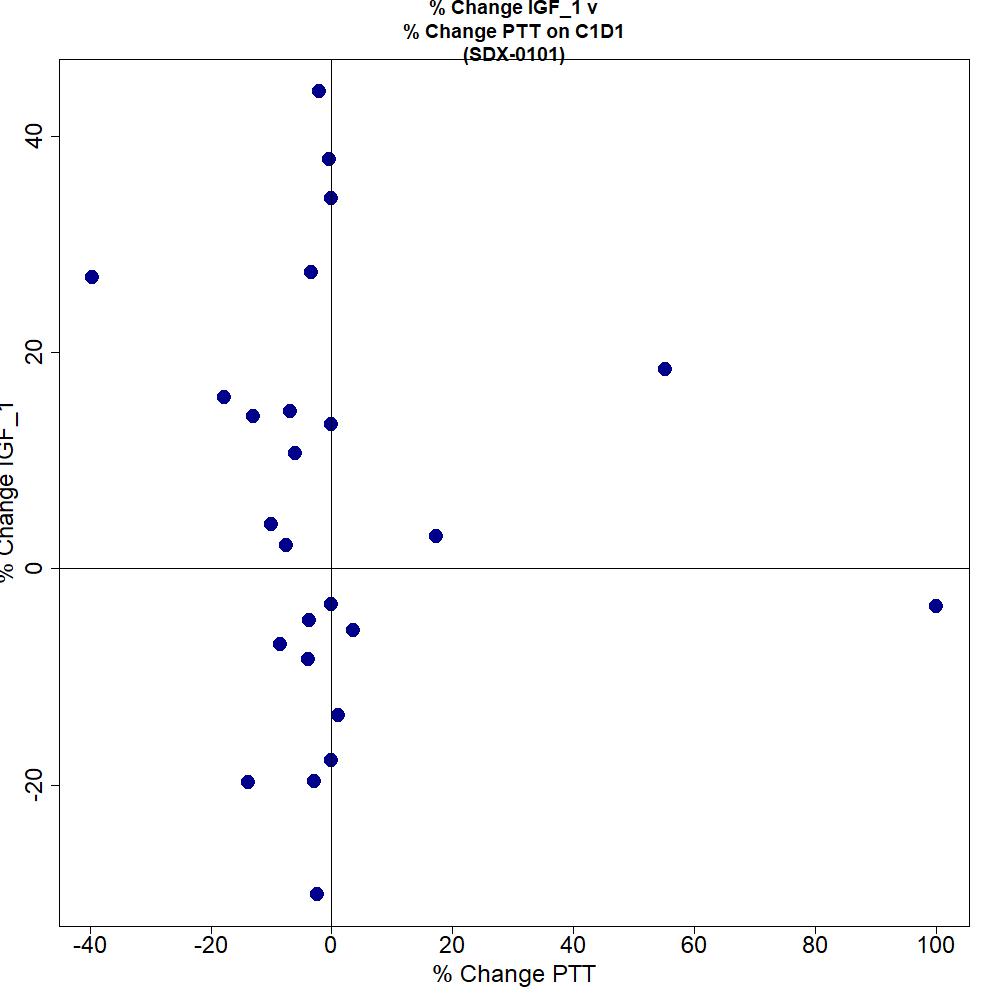 % Change IGF_1 v
% Change PTT on C1D1
(SDX-0101)
% Change IGF_1
40
20
0
-20
-40
-20
0
20
40
60
80
100
% Change PTT